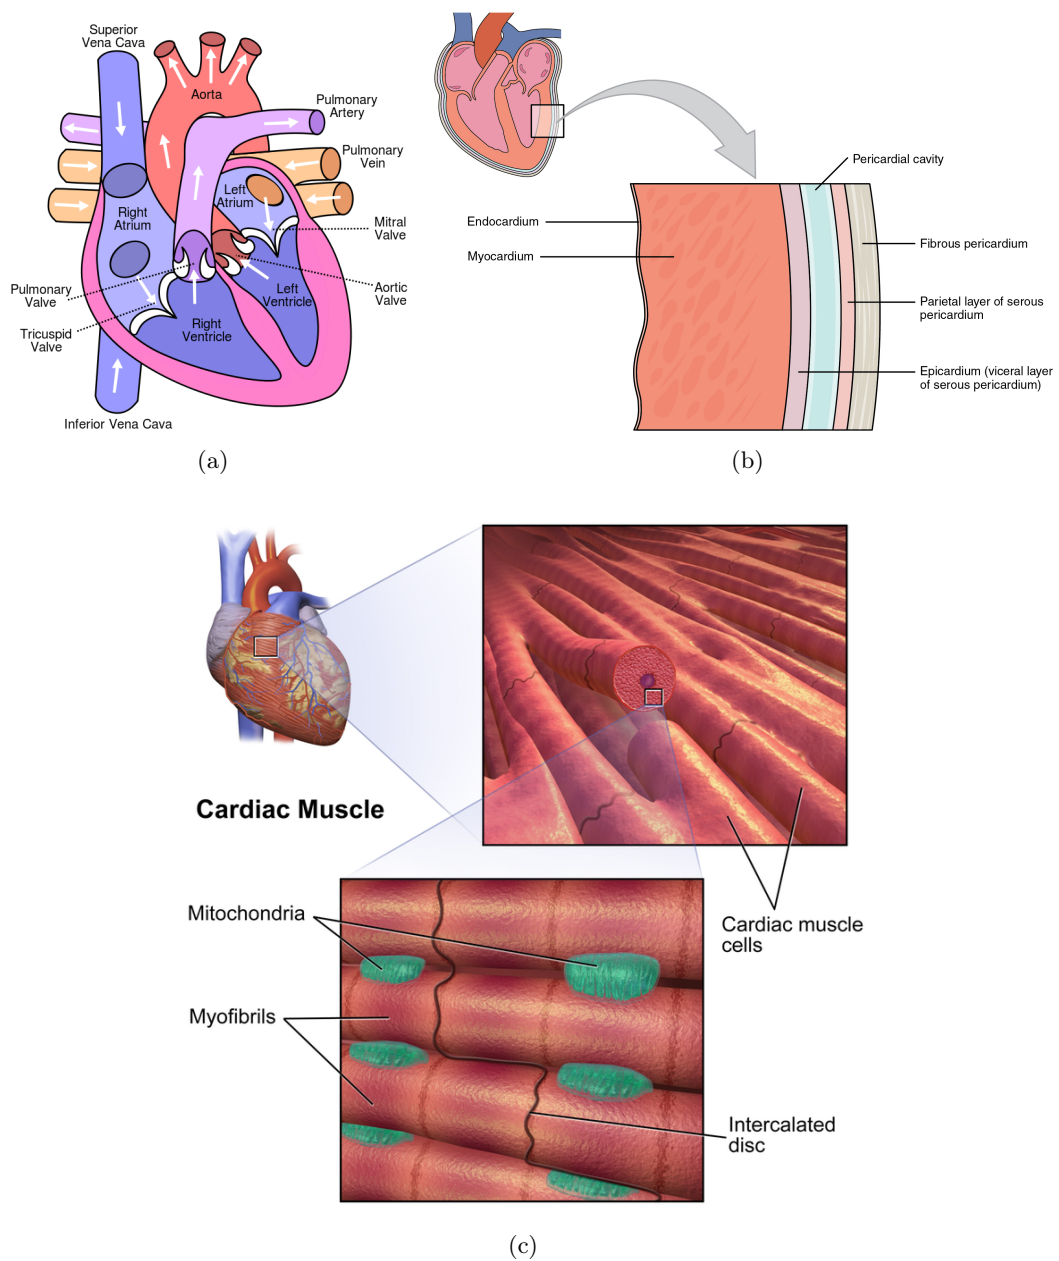 Superior
Vena Cava
Aorta
Pulmonary
Artery
Pulmonary
Vein
Left
Atrium
Right
Atrium
Mitral
Valve
Pulmonary
Valve
Aortic
Valve
Left
Ventricle
Tricuspid
Valve
Right
Ventricle
Inferior Vena Cava
(a)
Pericardial cavity
Endocardium
Myocardium
Fibrous pericardium
Parietal layer of serous
pericardium
Epicardium (viceral layer
of serous pericardium)
(b)
Cardiac Muscle
Cardiac muscle
cells
Mitochondria
Myofibrils
Intercalated
disc
(c)